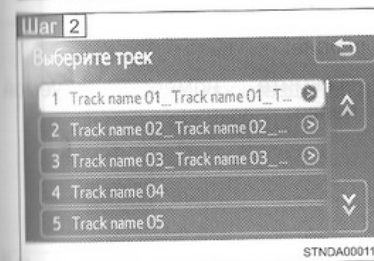 Шаг 2
Выберите трек
1 Track name 01_Track name 01_T...
2 Track name 02_Track name 02_...
3 Track name 03_Track name 03_...
4 Track name 04
5 Track name 05
STNDA00011